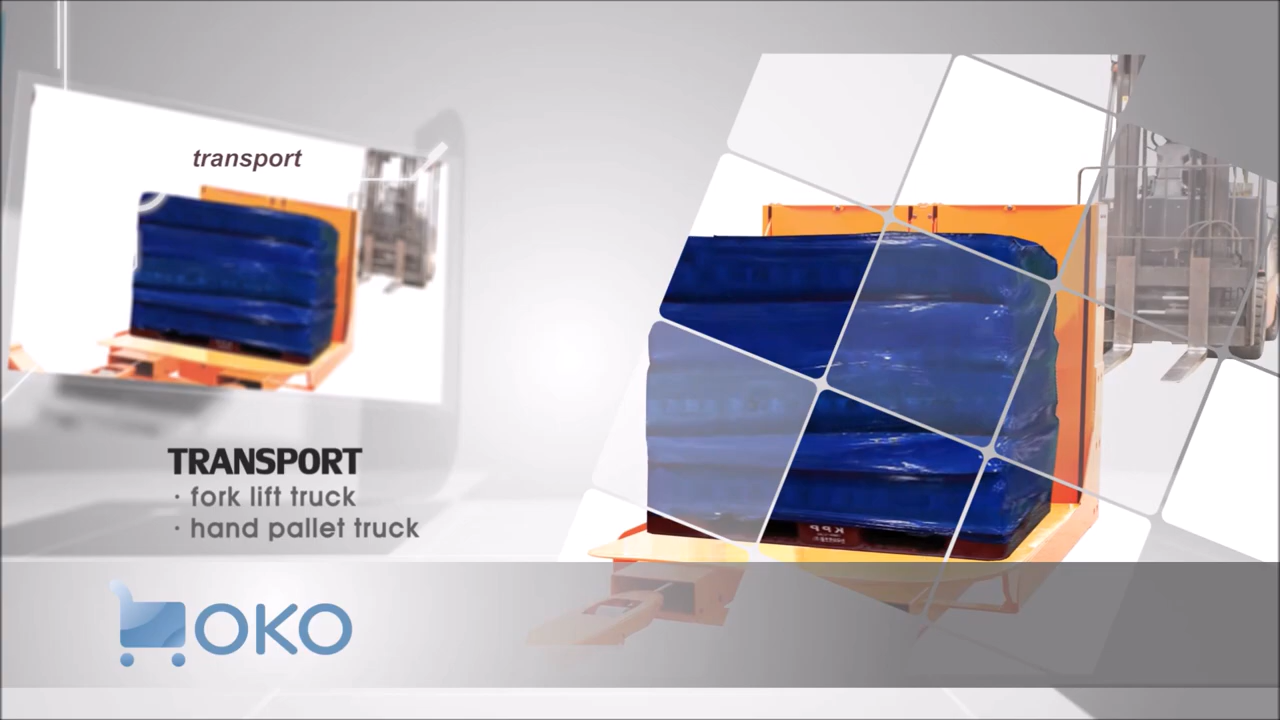 transport
TRANSPORT
· fork lift truck
· hand pallet truck
OKO